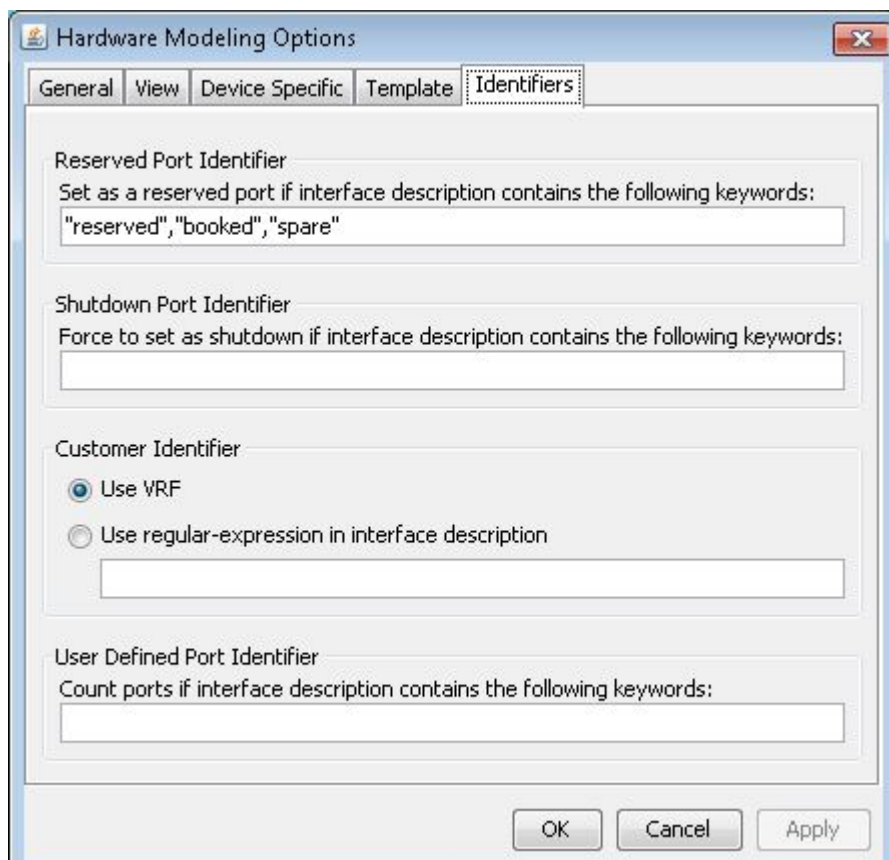 Hardware Modeling Options
General View Device Specific Template Identifiers
Reserved Port Identifier
Set as a reserved port if interface description contains the following keywords:
"reserved","booked","spare"
Shutdown Port Identifier
Force to set as shutdown if interface description contains the following keywords:
Customer Identifier
Use VRF
Use regular-expression in interface description
User Defined Port Identifier
Count ports if interface description contains the following keywords:
OK Cancel Apply